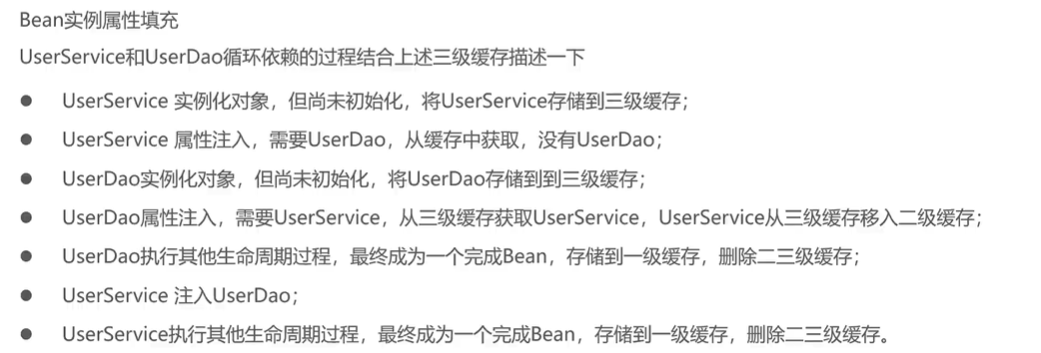 Bean实例属性填充
UserService和UserDao循环依赖的过程结合上述三级缓存描述一下
● UserService 实例化对象，但尚未初始化，将UserService存储到三级缓存；
● UserService 属性注入，需要UserDao，从缓存中获取，没有UserDao；
● UserDao实例化对象，但尚未初始化，将UserDao存储到到三级缓存；
● UserDao属性注入，需要UserService，从三级缓存获取UserService，UserService从三级缓存移入二级缓存；
● UserDao执行其他生命周期过程，最终成为一个完成Bean，存储到一级缓存，删除二三级缓存；
● UserService 注入UserDao；
● UserService执行其他生命周期过程，最终成为一个完成Bean，存储到一级缓存，删除二三级缓存。